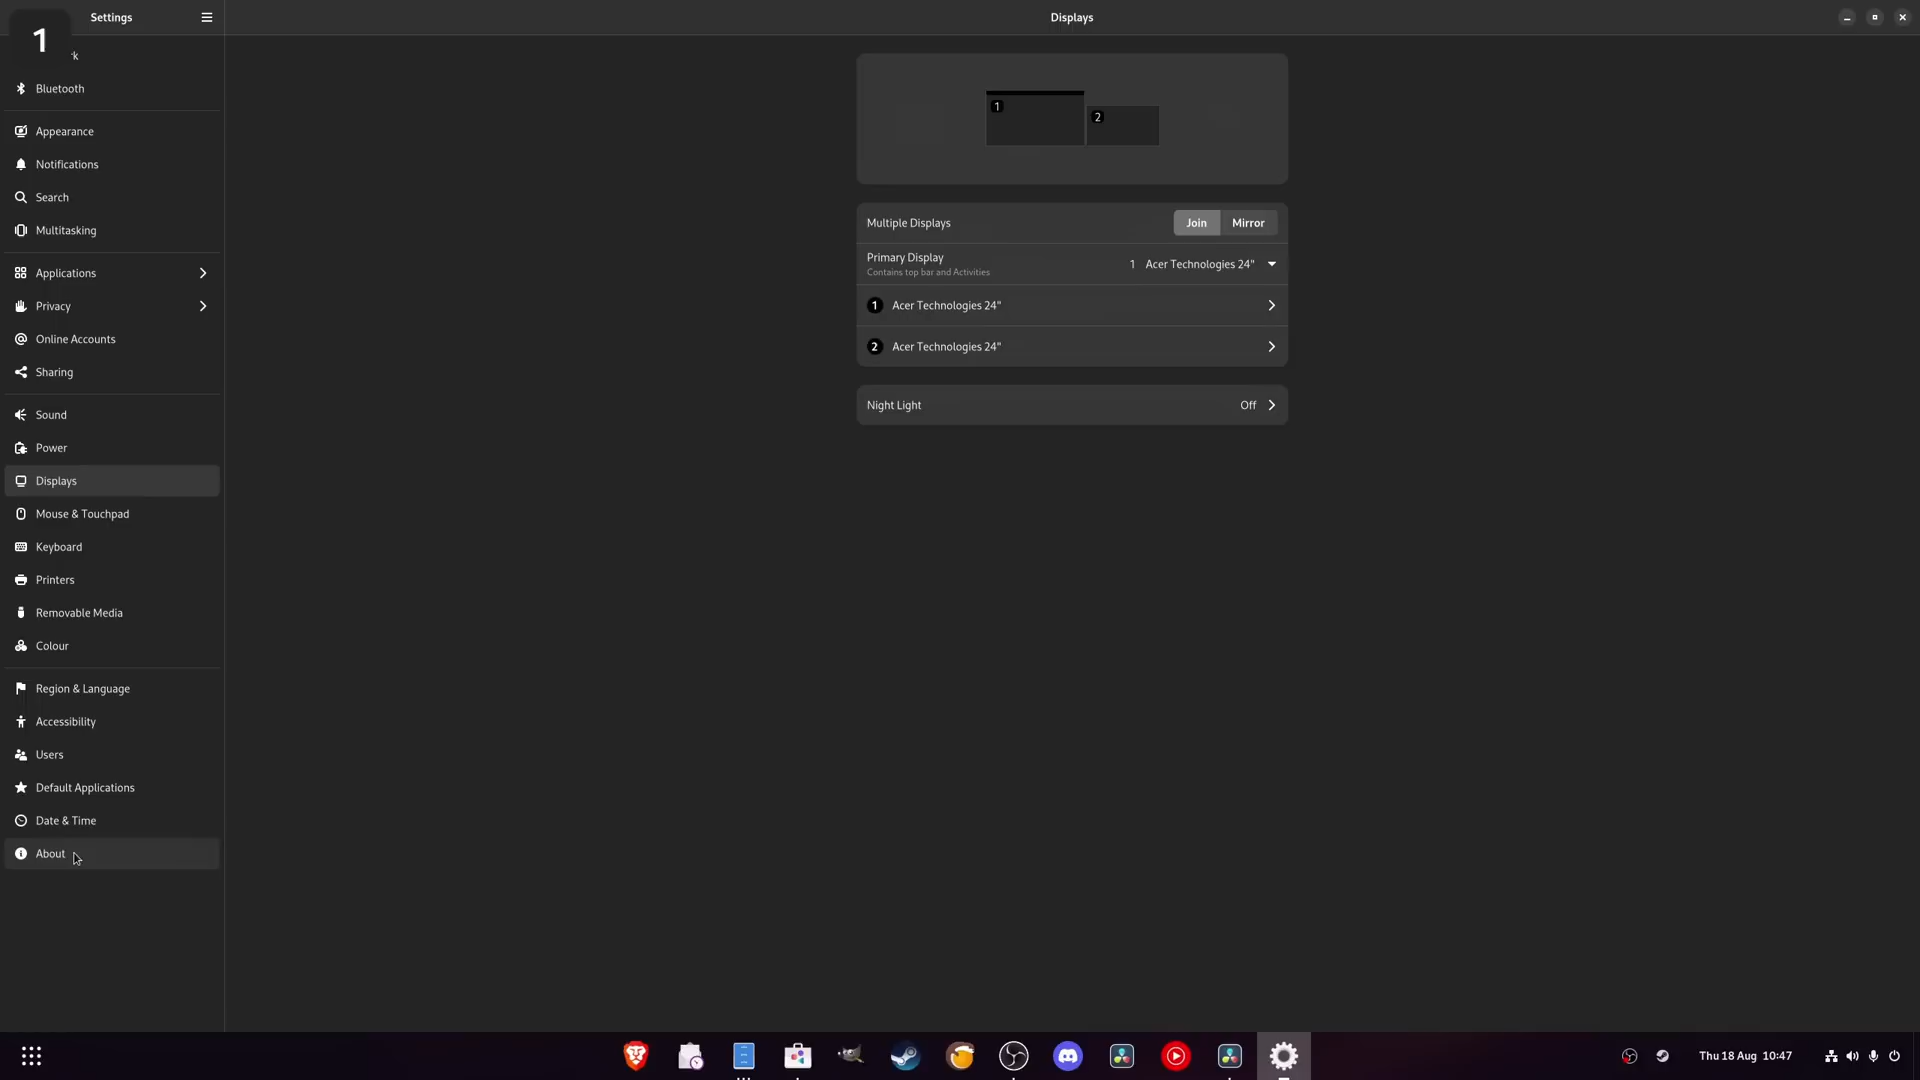 Settings
Displays
1
Bluetooth
Appearance
Notifications
Search
Multitasking
Applications
Privacy
Online Accounts
Sharing
Sound
Power
Displays
Mouse & Touchpad
Keyboard
Printers
Removable Media
Colour
Region & Language
Accessibility
Users
Default Applications
Date & Time
About
1
2
Multiple Displays
Join
Mirror
Primary Display
Contains top bar and Activities
1 Acer Technologies 24"
1 Acer Technologies 24"
2 Acer Technologies 24"
Night Light
Off
Thu 18 Aug 10:47